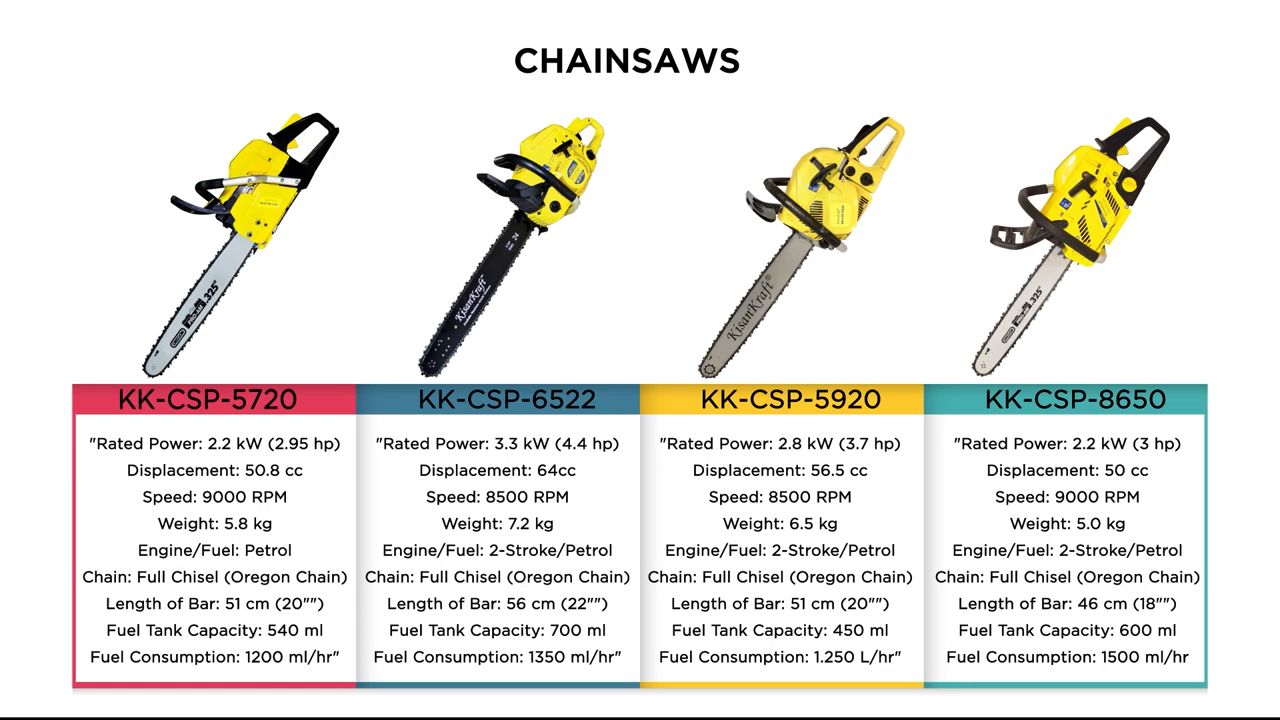 CHAINSAWS
PRO-AM .325"
24
KisanKraft
KisanKraft®
PRO-AM .325"
KK-CSP-5720
"Rated Power: 2.2 kW (2.95 hp)
Displacement: 50.8 cc
Speed: 9000 RPM
Weight: 5.8 kg
Engine/Fuel: Petrol
Chain: Full Chisel (Oregon Chain)
Length of Bar: 51 cm (20"")
Fuel Tank Capacity: 540 ml
Fuel Consumption: 1200 ml/hr"
KK-CSP-6522
"Rated Power: 3.3 kW (4.4 hp)
Displacement: 64cc
Speed: 8500 RPM
Weight: 7.2 kg
Engine/Fuel: 2-Stroke/Petrol
Chain: Full Chisel (Oregon Chain)
Length of Bar: 56 cm (22"")
Fuel Tank Capacity: 700 ml
Fuel Consumption: 1350 ml/hr"
KK-CSP-5920
"Rated Power: 2.8 kW (3.7 hp)
Displacement: 56.5 cc
Speed: 8500 RPM
Weight: 6.5 kg
Engine/Fuel: 2-Stroke/Petrol
Chain: Full Chisel (Oregon Chain)
Length of Bar: 51 cm (20"")
Fuel Tank Capacity: 450 ml
Fuel Consumption: 1.250 L/hr"
KK-CSP-8650
"Rated Power: 2.2 kW (3 hp)
Displacement: 50 cc
Speed: 9000 RPM
Weight: 5.0 kg
Engine/Fuel: 2-Stroke/Petrol
Chain: Full Chisel (Oregon Chain)
Length of Bar: 46 cm (18"")
Fuel Tank Capacity: 600 ml
Fuel Consumption: 1500 ml/hr